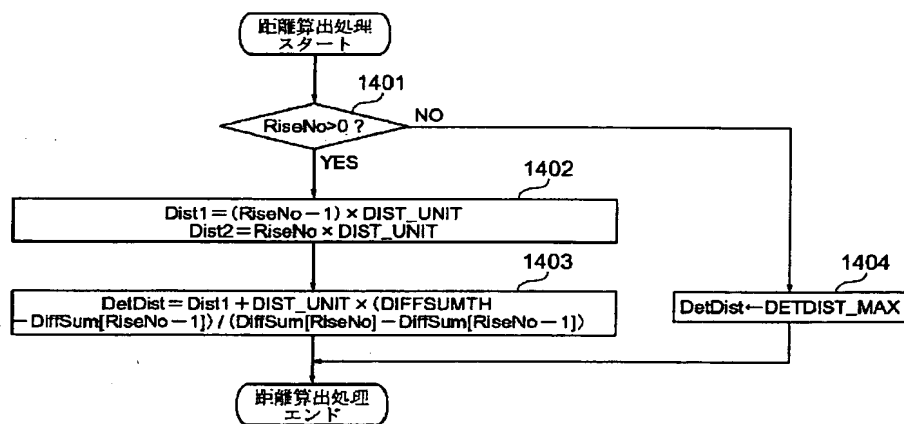 距離算出処理
スタート
1401
RiseNo>0 ?
NO
YES
1402
Dist1=(RiseNo-1)×DIST_UNIT
Dist2=RiseNo×DIST_UNIT
1403
DetDist=Dist1+DIST_UNIT×(DIFFSUMTH
-DiffSum[RiseNo-1])/(DiffSum[RiseNo]-DiffSum[RiseNo-1])
1404
DetDist←DETDIST_MAX
距離算出処理
エンド